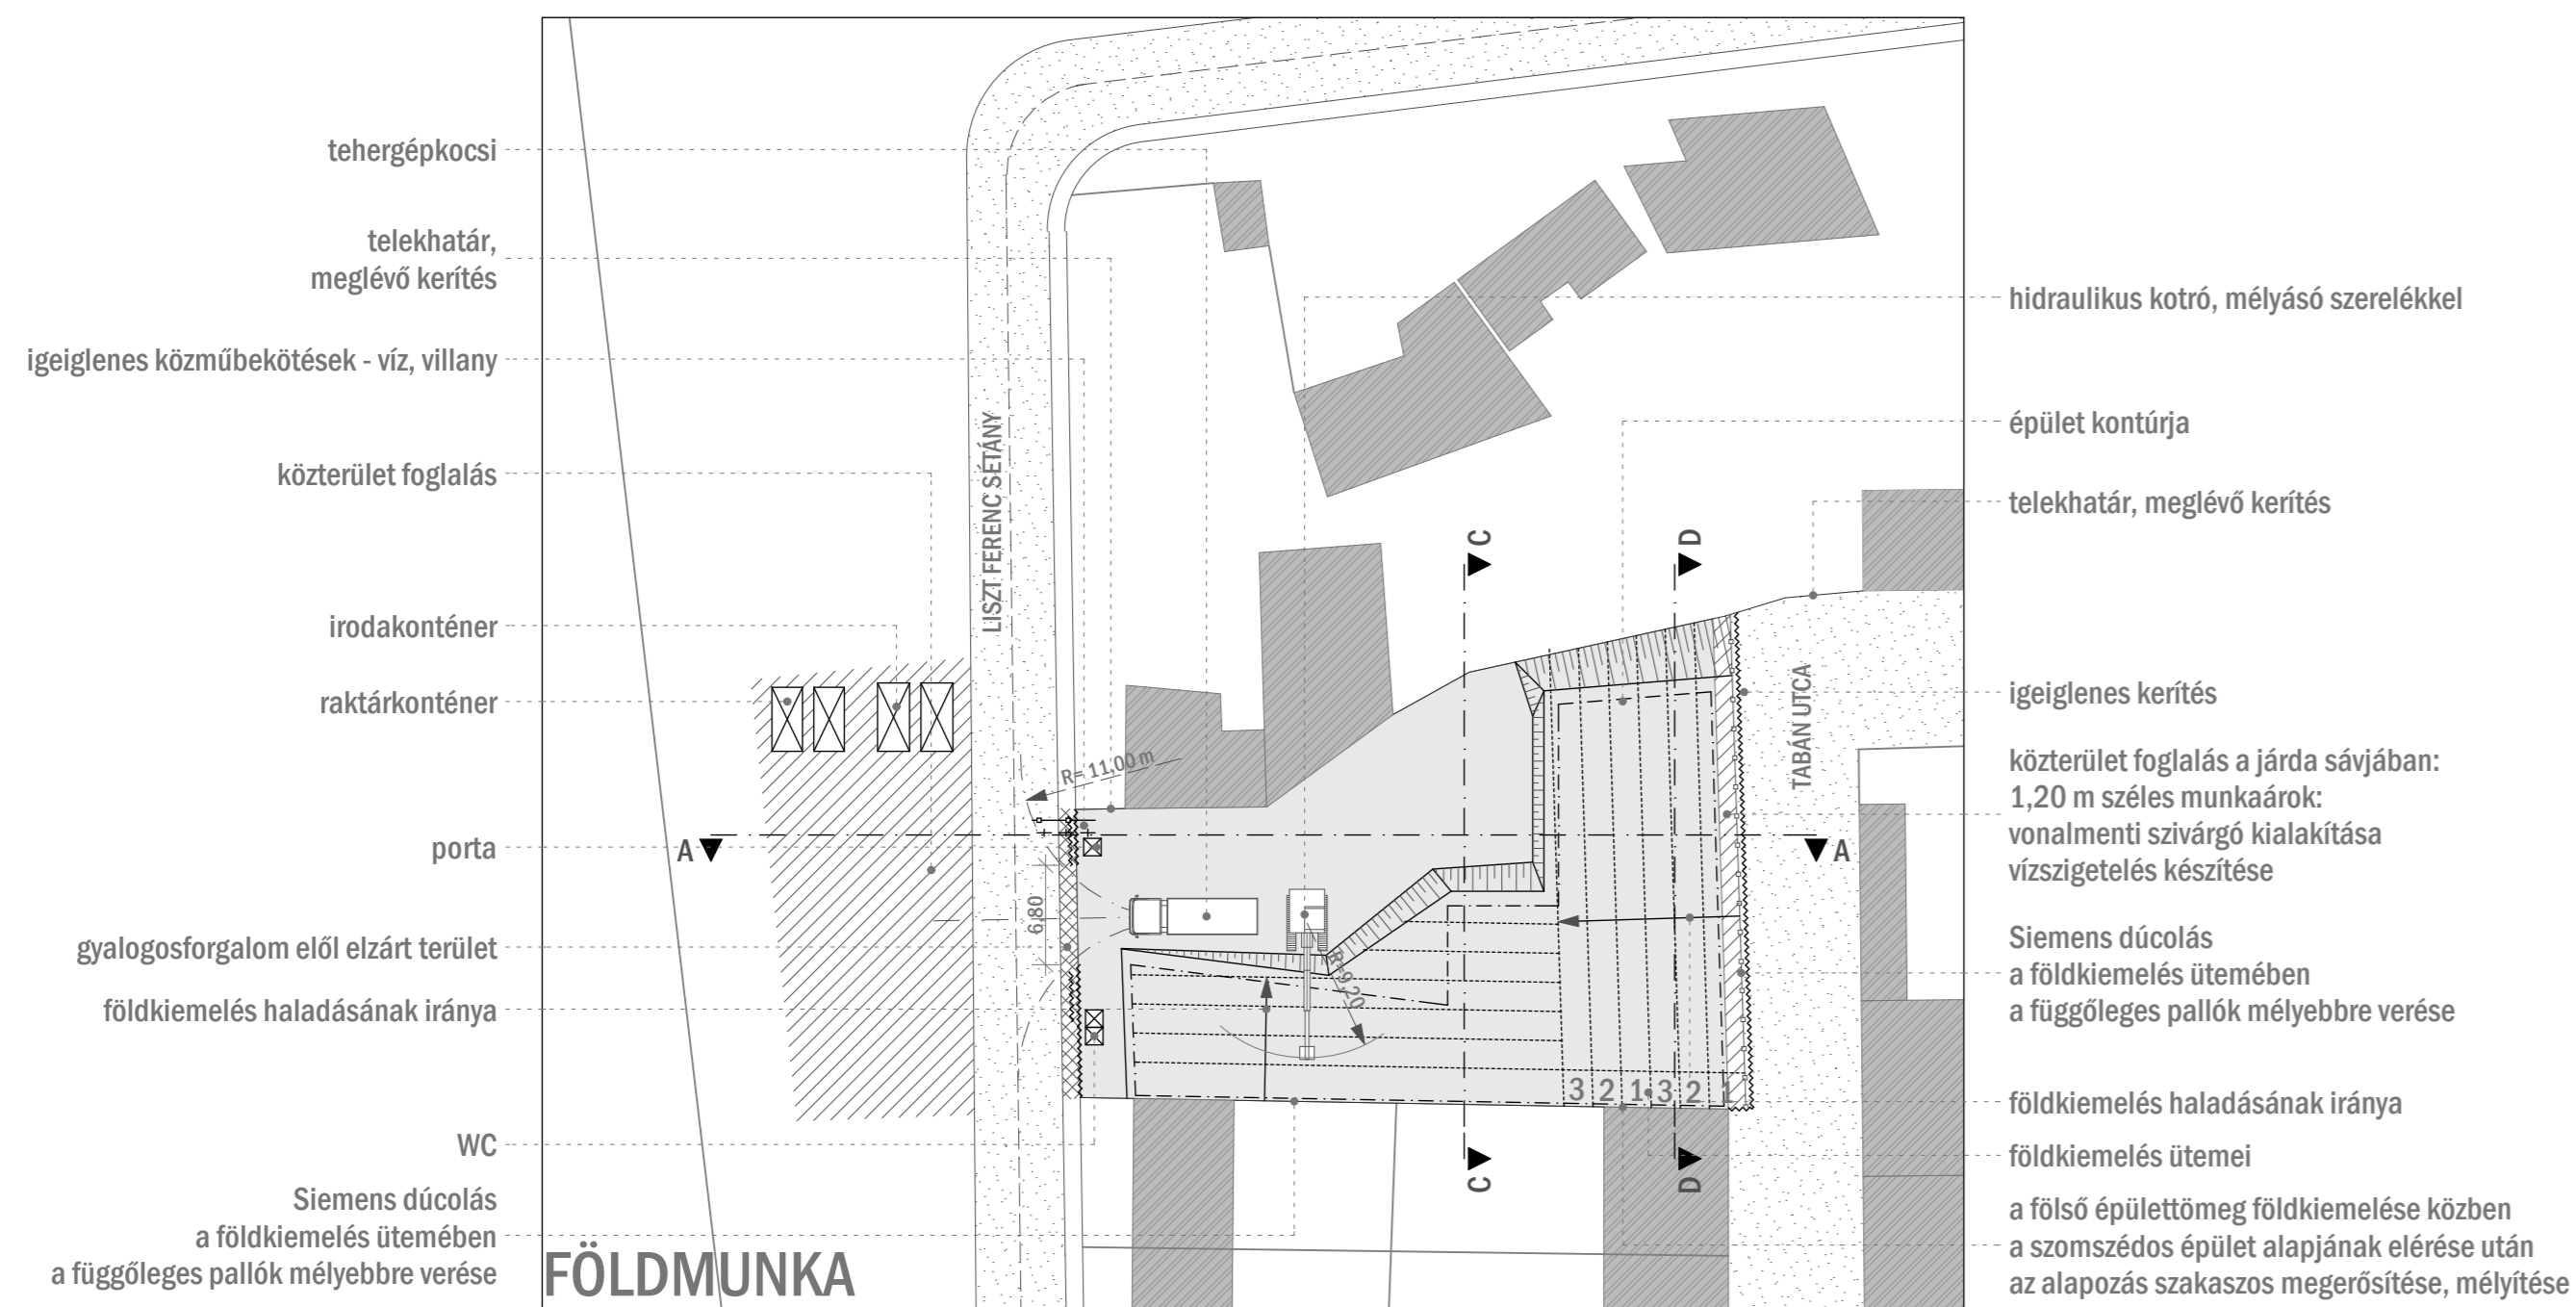 tehergépkocsi
telekhatár,
meglévő kerítés
igeiglenes közműbekötések - víz, villany
közterület foglalás
irodakonténer
raktárkonténer
porta
gyalogosforgalom elől elzárt terület
földkiemelés haladásának iránya
WC
Siemens dúcolás
a földkiemelés ütemében
a függőleges pallók mélyebbre verése
FÖLDMUNKA
LISZT FERENC SÉTÁNY
R= 11,00 m
6,80
R=9,20
A
A
C
D
C
D
3 2 1 3 2 1
TABÁN UTCA
hidraulikus kotró, mélyásó szerelékkel
épület kontúrja
telekhatár, meglévő kerítés
igeiglenes kerítés
közterület foglalás a járda sávjában:
1,20 m széles munkaárok:
vonalmenti szivárgó kialakítása
vízszigetelés készítése
Siemens dúcolás
a földkiemelés ütemében
a függőleges pallók mélyebbre verése
földkiemelés haladásának iránya
földkiemelés ütemei
a fölső épülettömeg földkiemelése közben
a szomszédos épület alapjának elérése után
az alapozás szakaszos megerősítése, mélyítése